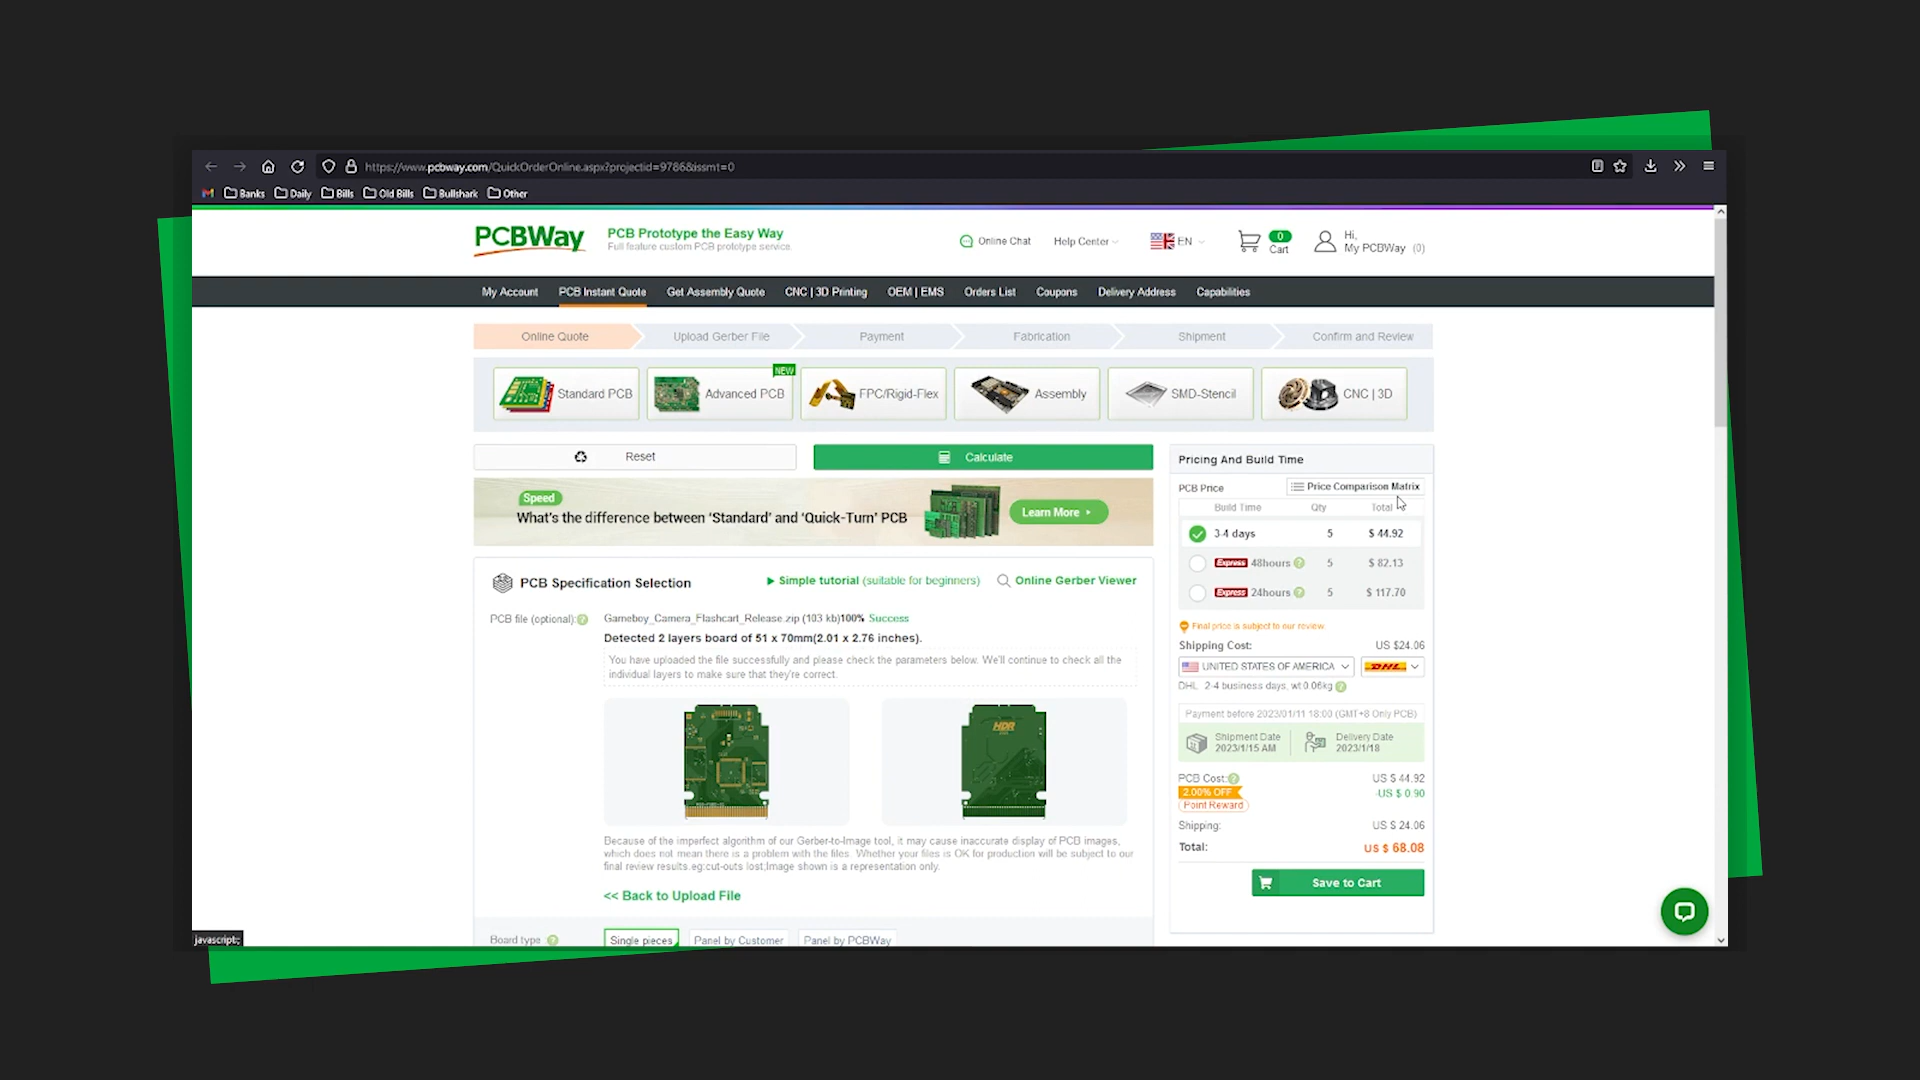 https://www.pcbway.com/QuickOrderOnline.aspx?projectid=9786&issmt=0
Banks Daily Bills Old Bills Bullshark Other
PCBWay
PCB Prototype the Easy Way
Full feature custom PCB prototype service.
Online Chat Help Center EN 0 Cart Hi, My PCBWay (0)
My Account PCB Instant Quote Get Assembly Quote CNC | 3D Printing OEM | EMS Orders List Coupons Delivery Address Capabilities
Online Quote Upload Gerber File Payment Fabrication Shipment Confirm and Review
NEW
Standard PCB Advanced PCB FPC/Rigid-Flex Assembly SMD-Stencil CNC | 3D
Reset Calculate
Speed
What's the difference between 'Standard' and 'Quick-Turn' PCB
Learn More
PCB Specification Selection
Simple tutorial (suitable for beginners) Online Gerber Viewer
PCB file (optional): Gameboy_Camera_Flashcart_Release.zip (103 kb)100% Success
Detected 2 layers board of 51 x 70mm(2.01 x 2.76 inches).
You have uploaded the file successfully and please check the parameters below. We'll continue to check all the
individual layers to make sure that they're correct.
HDR
Because of the imperfect algorithm of our Gerber-to-Image tool, it may cause inaccurate display of PCB images,
which does not mean there is a problem with the files. Whether your files is OK for production will be subject to our
final review results.eg:cut-outs lost;Image shown is a representation only.
<< Back to Upload File
Board type Single pieces Panel by Customer Panel by PCBWay
Pricing And Build Time
PCB Price Price Comparison Matrix
Build Time Qty Total
3-4 days 5 $ 44.92
Express 48hours 5 $ 82.13
Express 24hours 5 $ 117.70
Final price is subject to our review.
Shipping Cost: US $24.06
UNITED STATES OF AMERICA DHL
DHL 2-4 business days, wt 0.06kg
Payment before 2023/01/11 18:00 (GMT+8 Only PCB)
Shipment Date
2023/1/15 AM
Delivery Date
2023/1/18
PCB Cost: US $ 44.92
2.00% OFF -US $ 0.90
Point Reward
Shipping: US $ 24.06
Total: US $ 68.08
Save to Cart
javascript:;